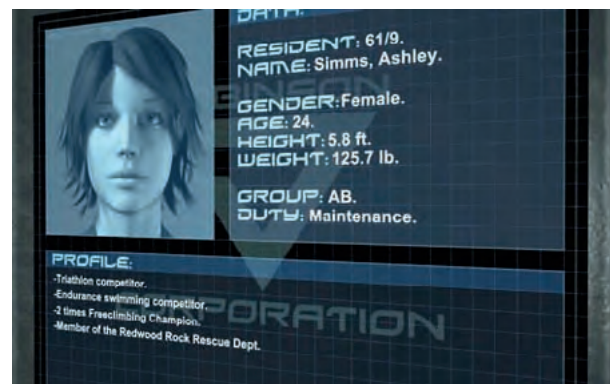 DATA:
RESIDENT: 61/9.
NAME: Simms, Ashley.
GENDER: Female.
AGE: 24.
HEIGHT: 5.8 ft.
WEIGHT: 125.7 lb.
GROUP: AB.
DUTY: Maintenance.
PROFILE:
-Triathlon competitor.
-Endurance swimming competitor.
-2 times Freeclimbing Champion.
-Member of the Redwood Rock Rescue Dept.